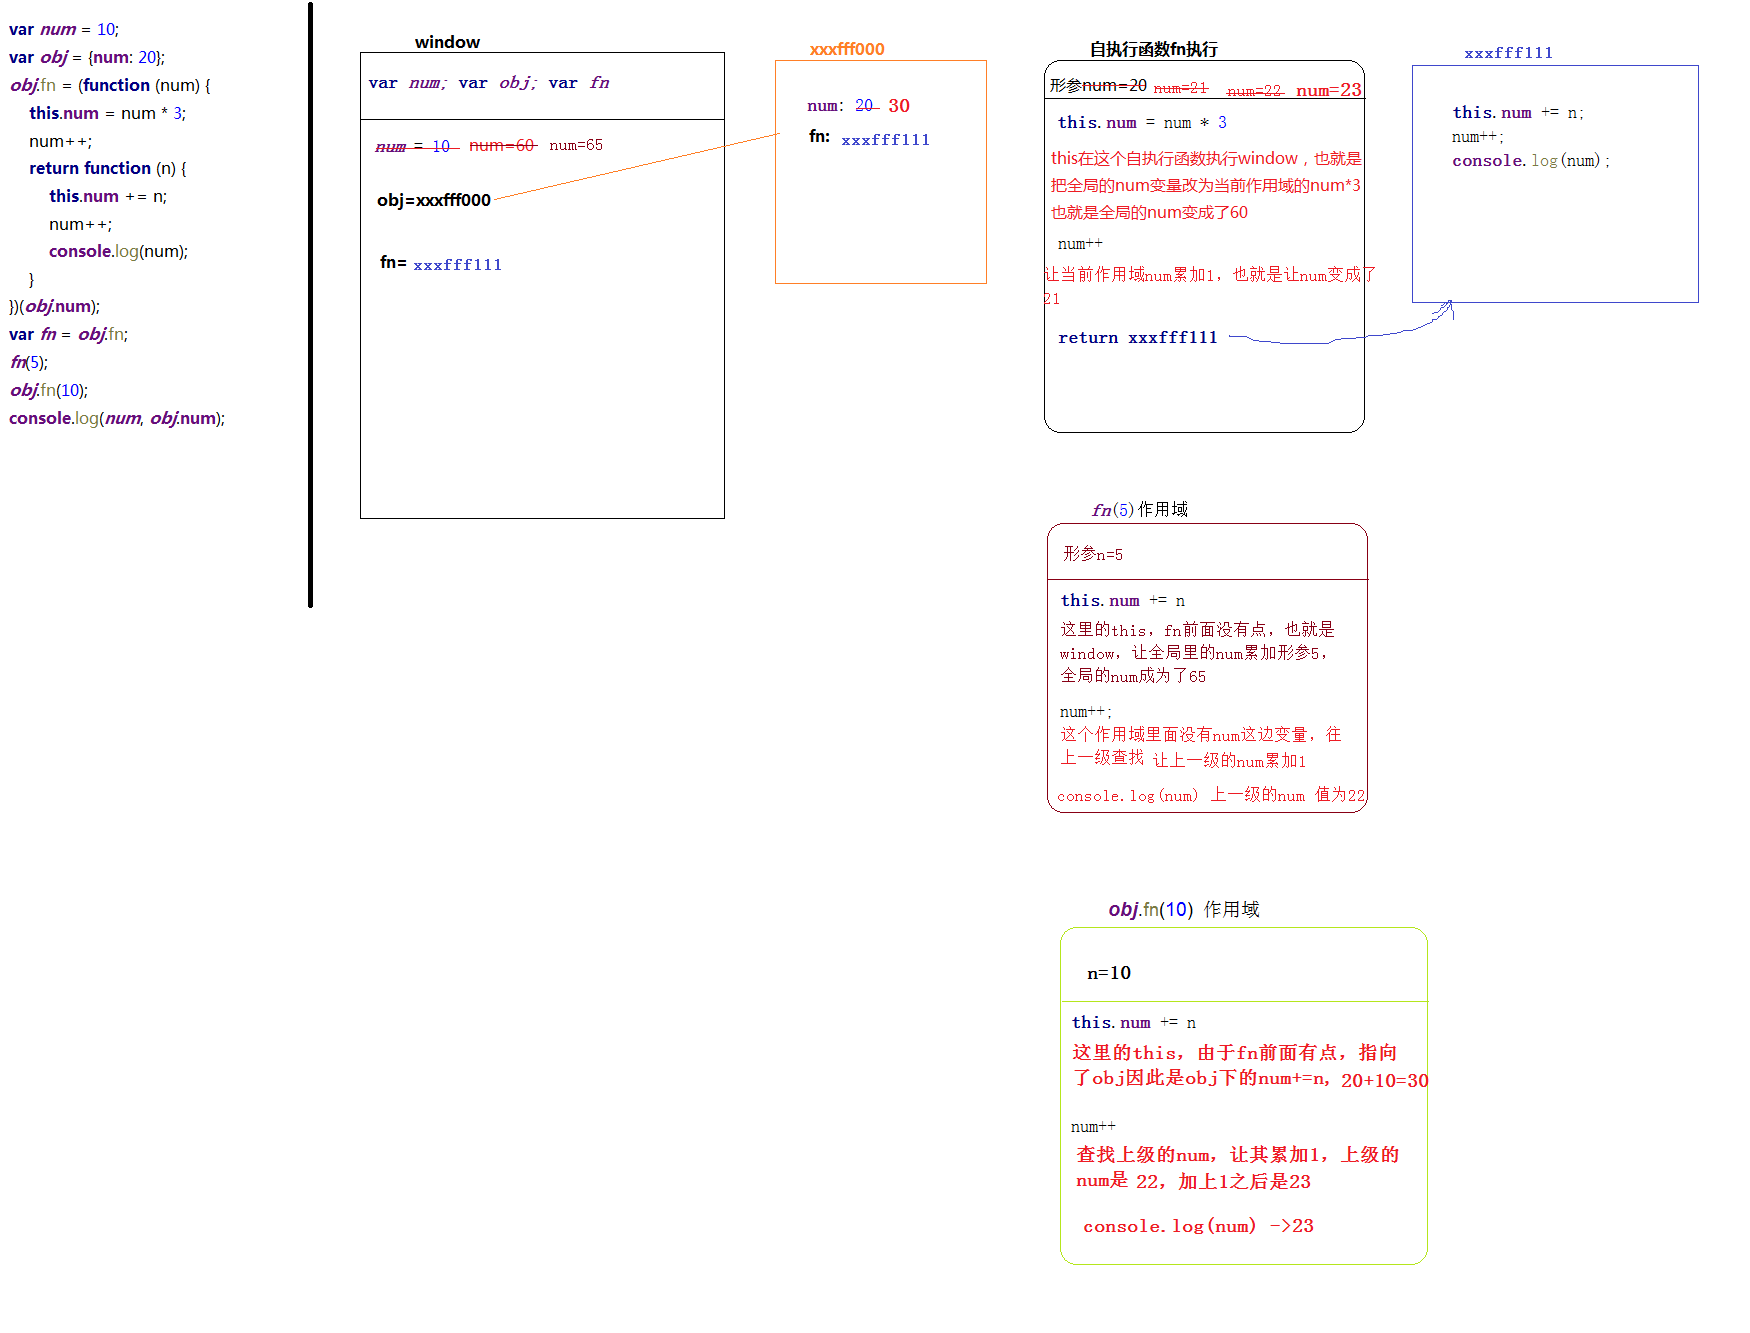 var num = 10;
var obj = {num: 20};
obj.fn = (function (num) {
this.num = num * 3;
num++;
return function (n) {
this.num += n;
num++;
console.log(num);
}
})(obj.num);
var fn = obj.fn;
fn(5);
obj.fn(10);
console.log(num, obj.num);
window
var num; var obj; var fn
num = 10 num=60 num=65
obj=xxxfff000
fn= xxxfff111
xxxfff000
num: 20 30
fn: xxxfff111
自执行函数fn执行
形参num=20 num=21 num=22 num=23
this.num = num * 3
this在这个自执行函数执行window，也就是
把全局的num变量改为当前作用域的num*3
也就是全局的num变成了60
num++
让当前作用域num累加1，也就是让num变成了
21
return xxxfff111
xxxfff111
this.num += n;
num++;
console.log(num);
fn(5)作用域
形参n=5
this.num += n
这里的this，fn前面没有点，也就是
window，让全局里的num累加形参5，
全局的num成为了65
num++;
这个作用域里面没有num这边变量，往
上一级查找 让上一级的num累加1
console.log(num) 上一级的num 值为22
obj.fn(10) 作用域
n=10
this.num += n
这里的this，由于fn前面有点，指向
了obj因此是obj下的num+=n，20+10=30
num++
查找上级的num，让其累加1，上级的
num是 22，加上1之后是23
console.log(num) ->23